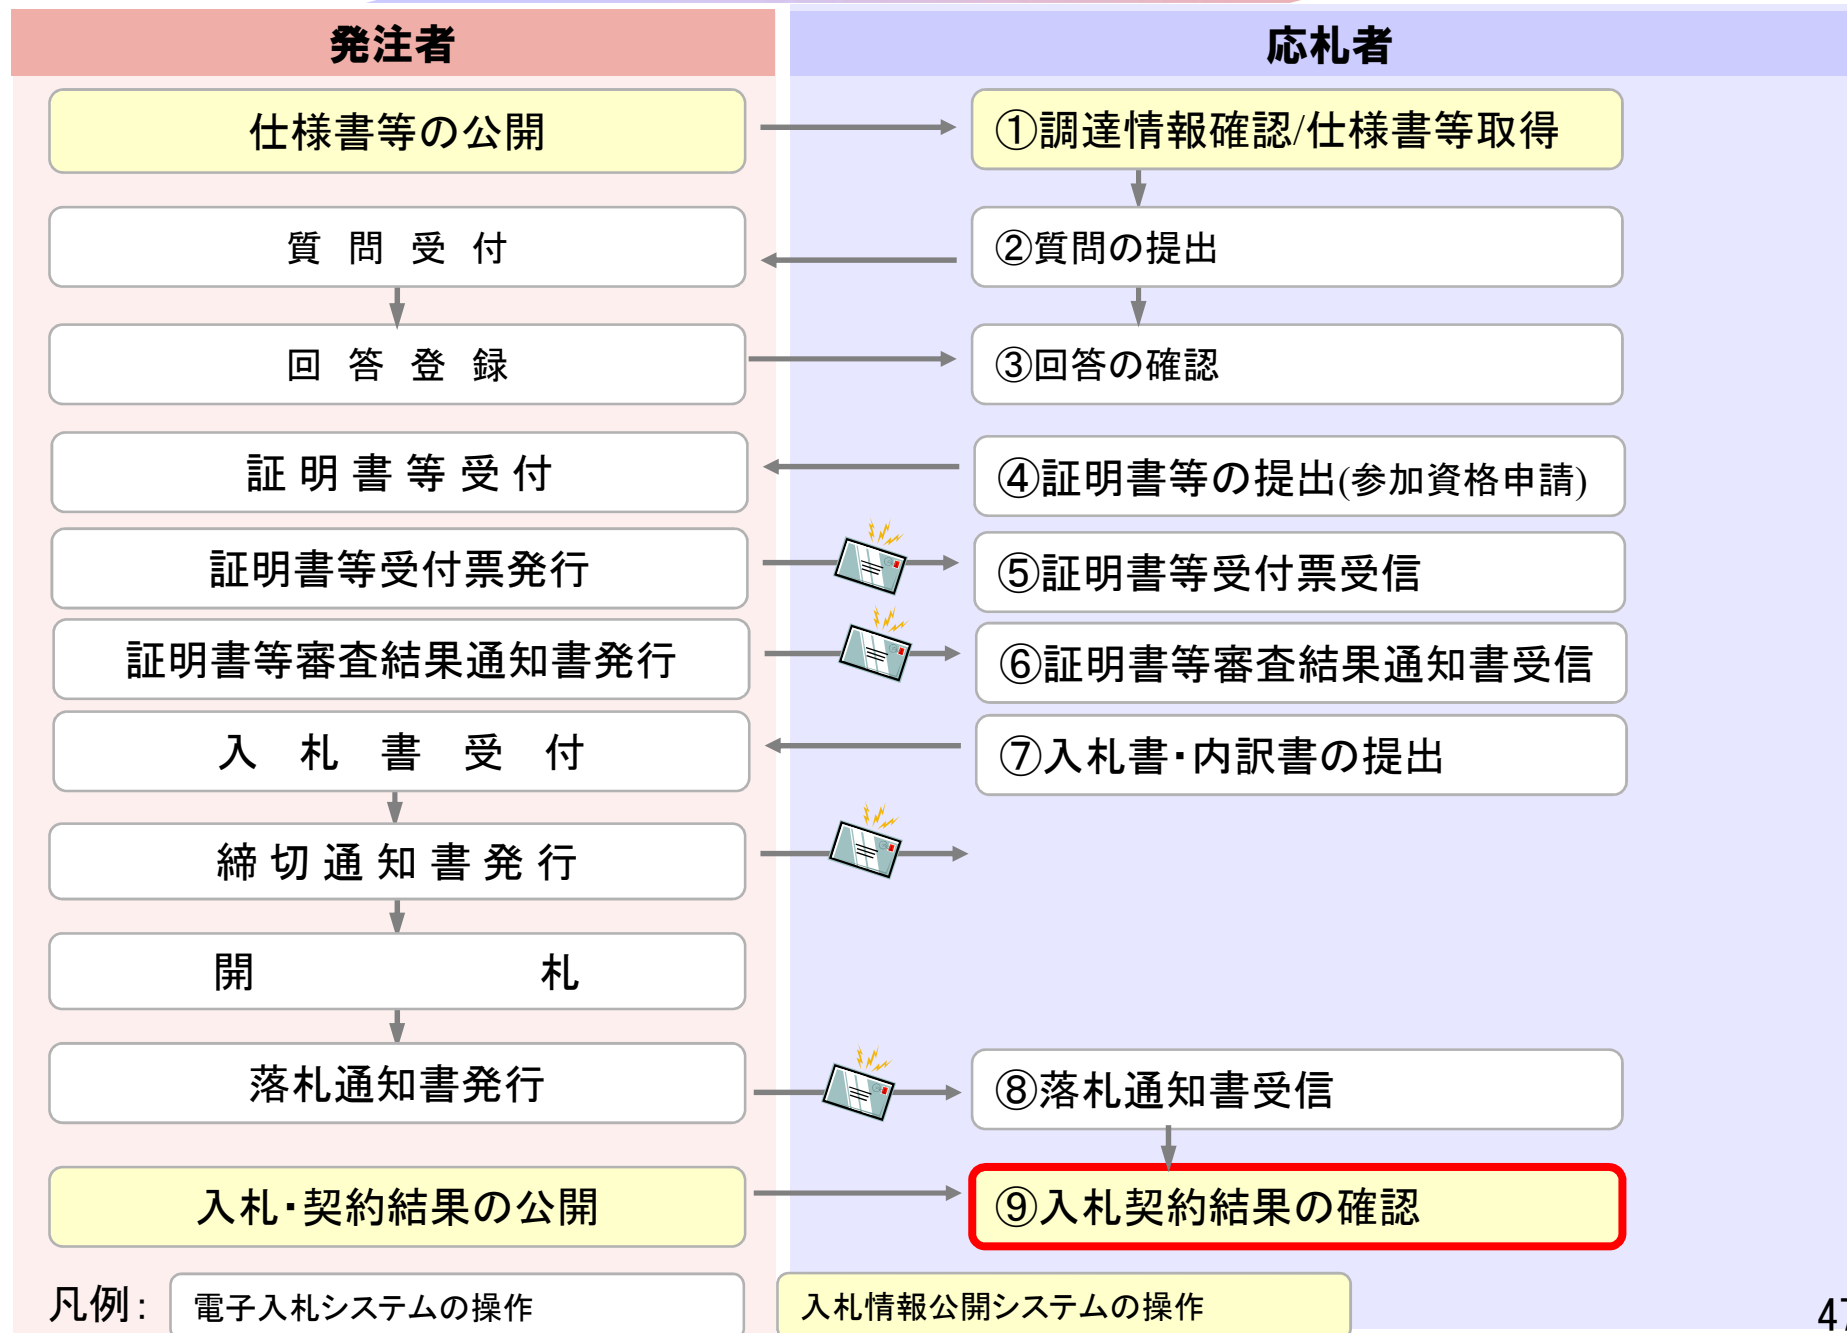 発注者
応札者
仕様書等の公開
①調達情報確認/仕様書等取得
質 問 受 付
②質問の提出
回 答 登 録
③回答の確認
証 明 書 等 受 付
④証明書等の提出(参加資格申請)
証明書等受付票発行
⑤証明書等受付票受信
証明書等審査結果通知書発行
⑥証明書等審査結果通知書受信
入 札 書 受 付
⑦入札書・内訳書の提出
締 切 通 知 書 発 行
開 札
落札通知書発行
⑧落札通知書受信
入札・契約結果の公開
⑨入札契約結果の確認
凡例:
電子入札システムの操作
入札情報公開システムの操作
47